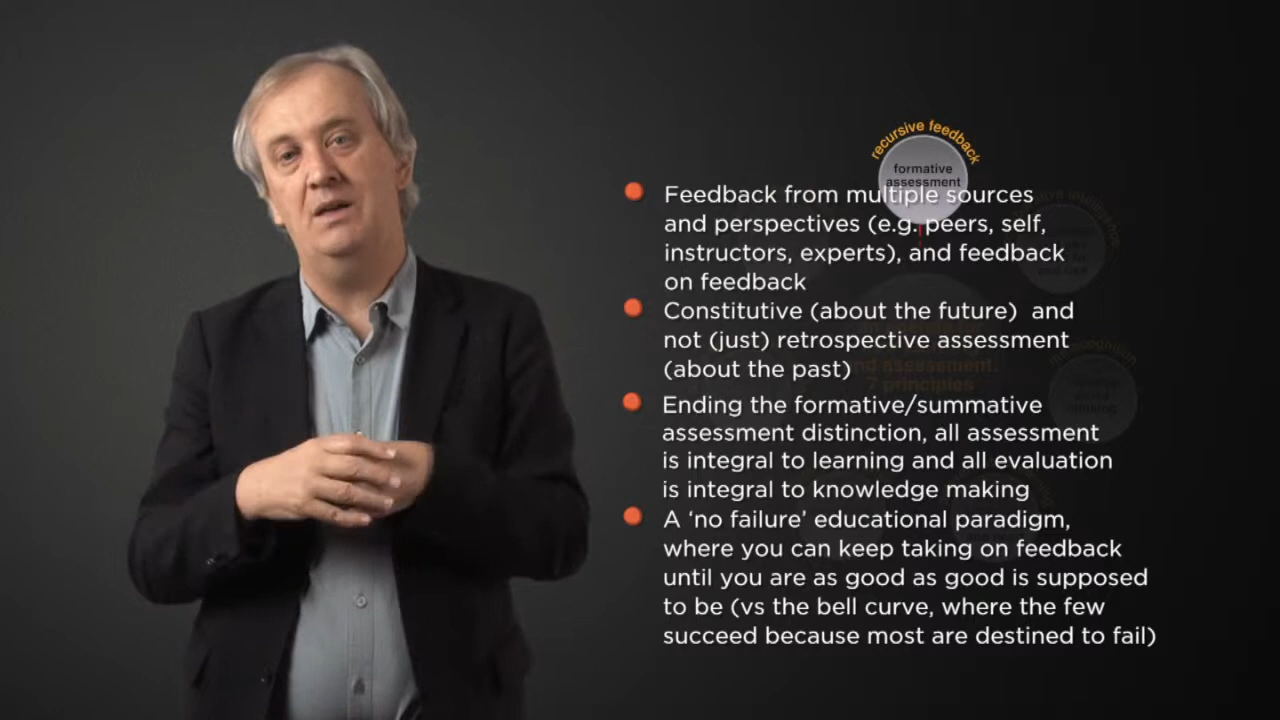 recursive feedback
formative
assessment
Feedback from multiple sources
and perspectives (e.g. peers, self,
instructors, experts), and feedback
on feedback
Constitutive (about the future) and
not (just) retrospective assessment
(about the past)
nd assessment:
7 principles
Ending the formative/summative
assessment distinction, all assessment
is integral to learning and all evaluation
is integral to knowledge making
A ‘no failure’ educational paradigm,
where you can keep taking on feedback
until you are as good as good is supposed
to be (vs the bell curve, where the few
succeed because most are destined to fail)